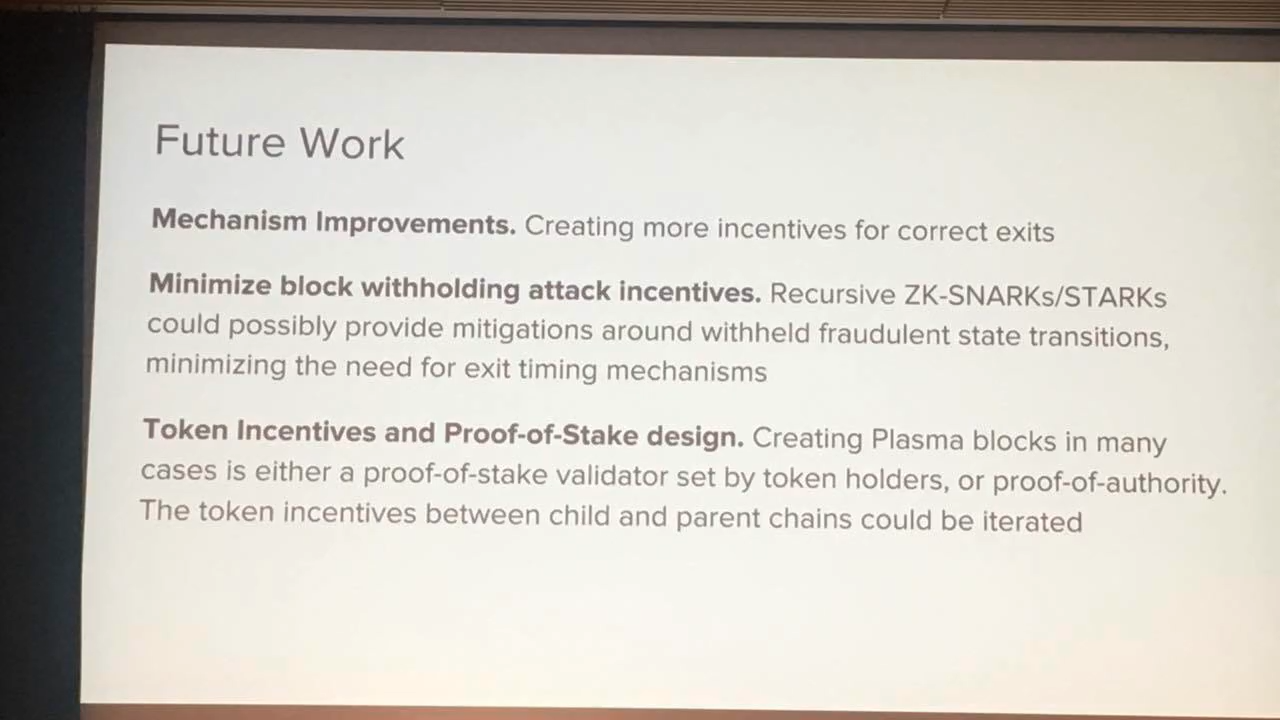 Future Work
Mechanism Improvements. Creating more incentives for correct exits
Minimize block withholding attack incentives. Recursive ZK-SNARKs/STARKs
could possibly provide mitigations around withheld fraudulent state transitions,
minimizing the need for exit timing mechanisms
Token Incentives and Proof-of-Stake design. Creating Plasma blocks in many
cases is either a proof-of-stake validator set by token holders, or proof-of-authority.
The token incentives between child and parent chains could be iterated